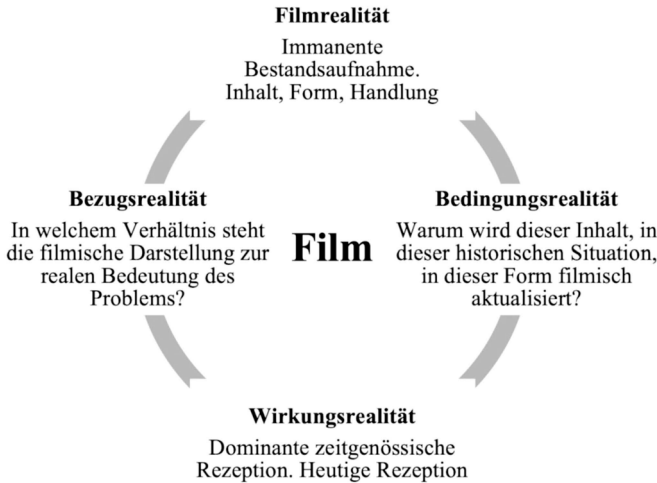 Filmrealität
Immanente
Bestandsaufnahme.
Inhalt, Form, Handlung
Bezugsrealität
In welchem Verhältnis steht
die filmische Darstellung zur
realen Bedeutung des
Problems?
Film
Bedingungsrealität
Warum wird dieser Inhalt, in
dieser historischen Situation,
in dieser Form filmisch
aktualisiert?
Wirkungsrealität
Dominante zeitgenössische
Rezeption. Heutige Rezeption